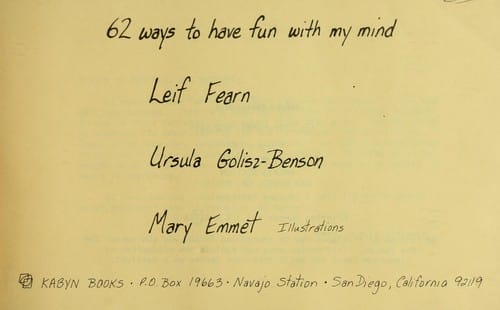 62 ways to have fun with my mind
Leif Fearn
Ursula Golisz-Benson
Mary Emmet Illustrations
KABYN BOOKS · P.O. Box 19663 · Navajo Station · San Diego, California 92119